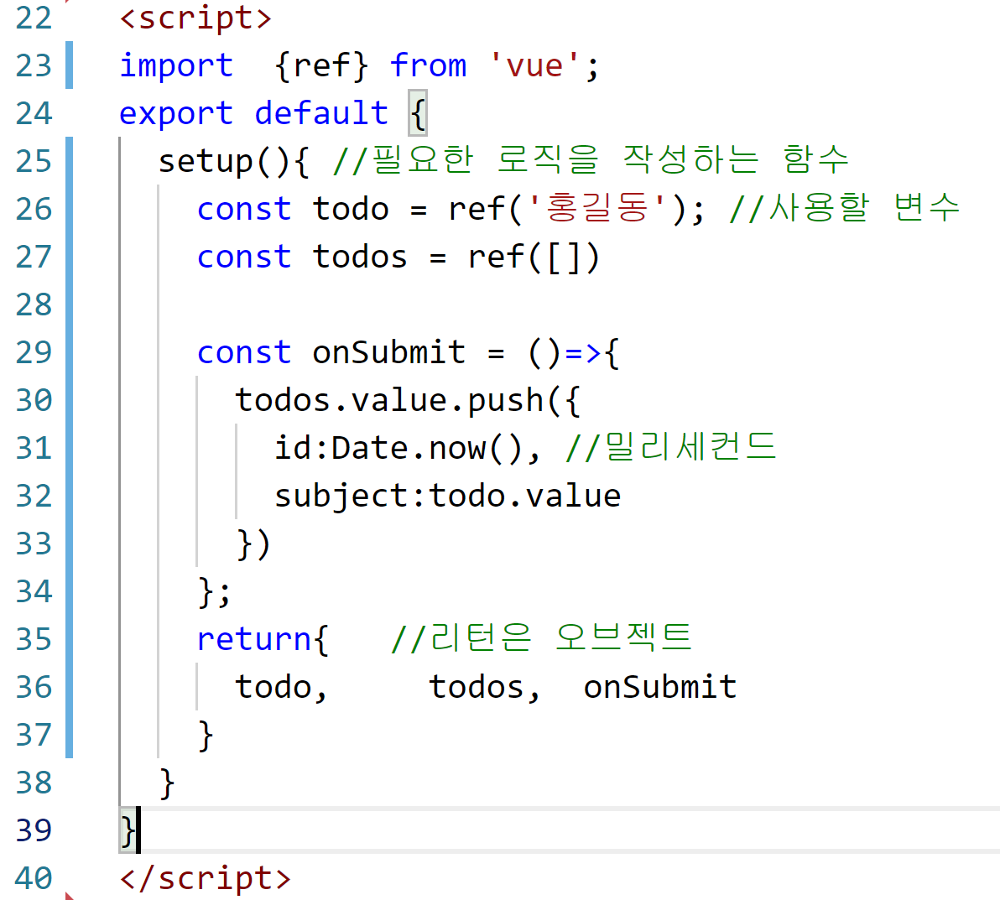 22 <script>
23 import  {ref} from 'vue';
24 export default {
25   setup(){ //필요한 로직을 작성하는 함수
26     const todo = ref('홍길동'); //사용할 변수
27     const todos = ref([])
28
29     const onSubmit = ()=>{
30       todos.value.push({
31         id:Date.now(), //밀리세컨드
32         subject:todo.value
33       })
34     };
35     return{   //리턴은 오브젝트
36       todo,     todos,  onSubmit
37     }
38   }
39 }
40 </script>